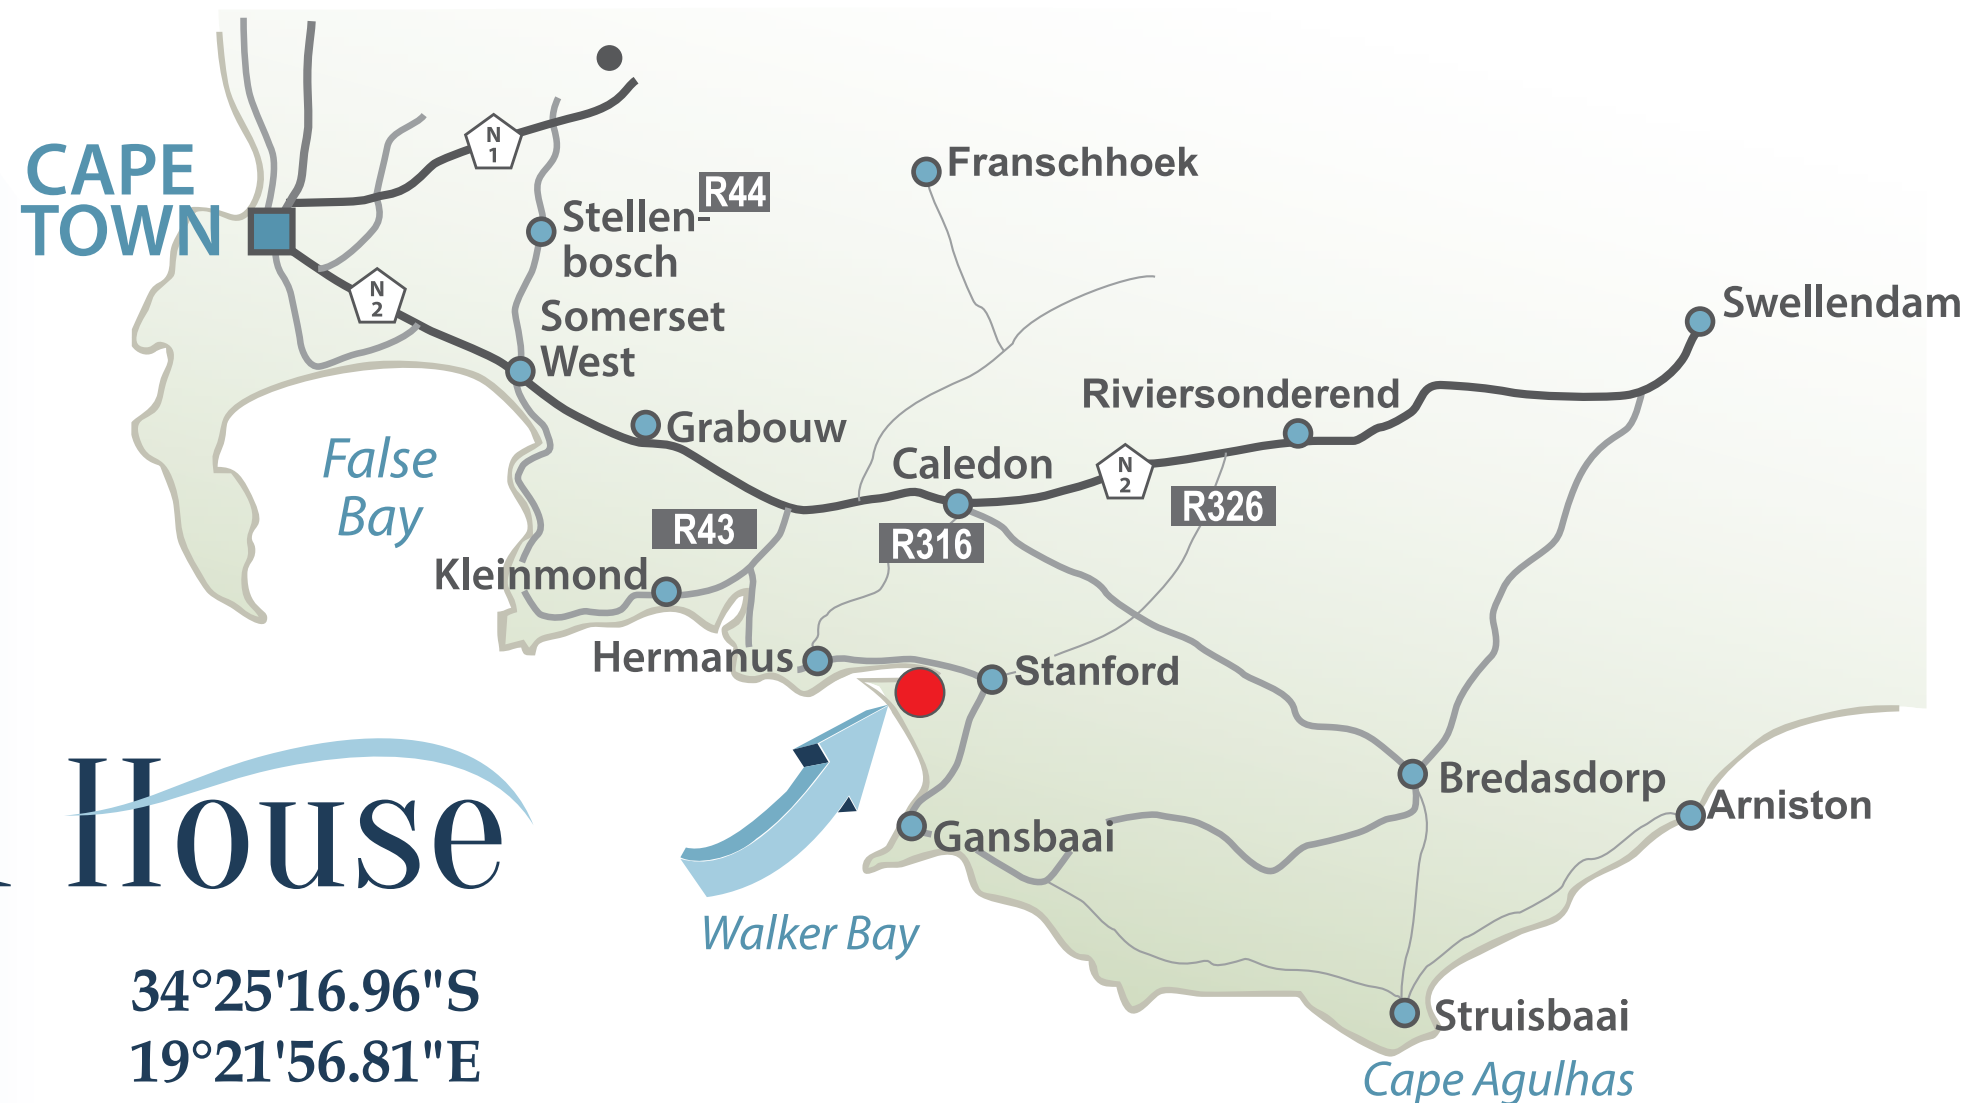 CAPE
TOWN
N
1
N
2
Stellen-
bosch
R44
Somerset
West
Franschhoek
Swellendam
Riviersonderend
Grabouw
Caledon
N
2
R326
False
Bay
R43
R316
Kleinmond
Hermanus
Stanford
Bredasdorp
Arniston
Gansbaai
House
Walker Bay
34°25'16.96"S
19°21'56.81"E
Struisbaai
Cape Agulhas